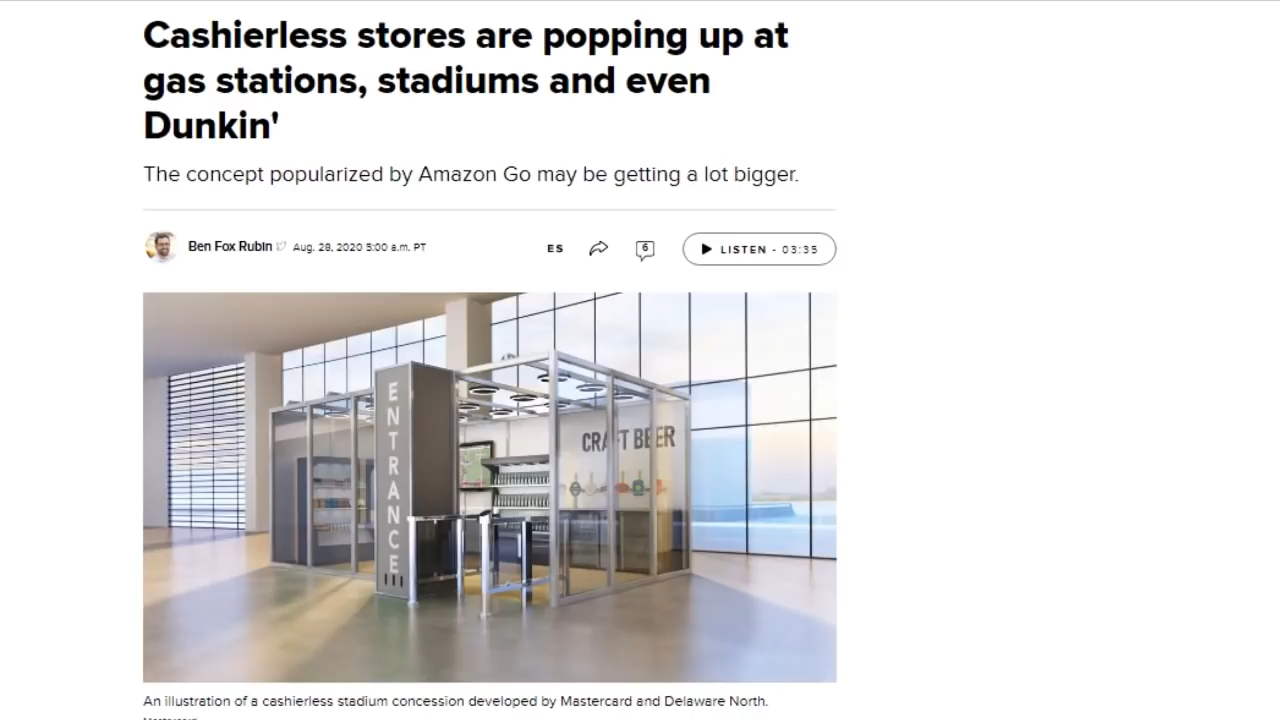 Cashierless stores are popping up at
gas stations, stadiums and even
Dunkin'
The concept popularized by Amazon Go may be getting a lot bigger.
Ben Fox Rubin Aug. 28, 2020 5:00 a.m. PT
ES
6
LISTEN - 03:35
ENTRANCE
CRAFT BEER
An illustration of a cashierless stadium concession developed by Mastercard and Delaware North.